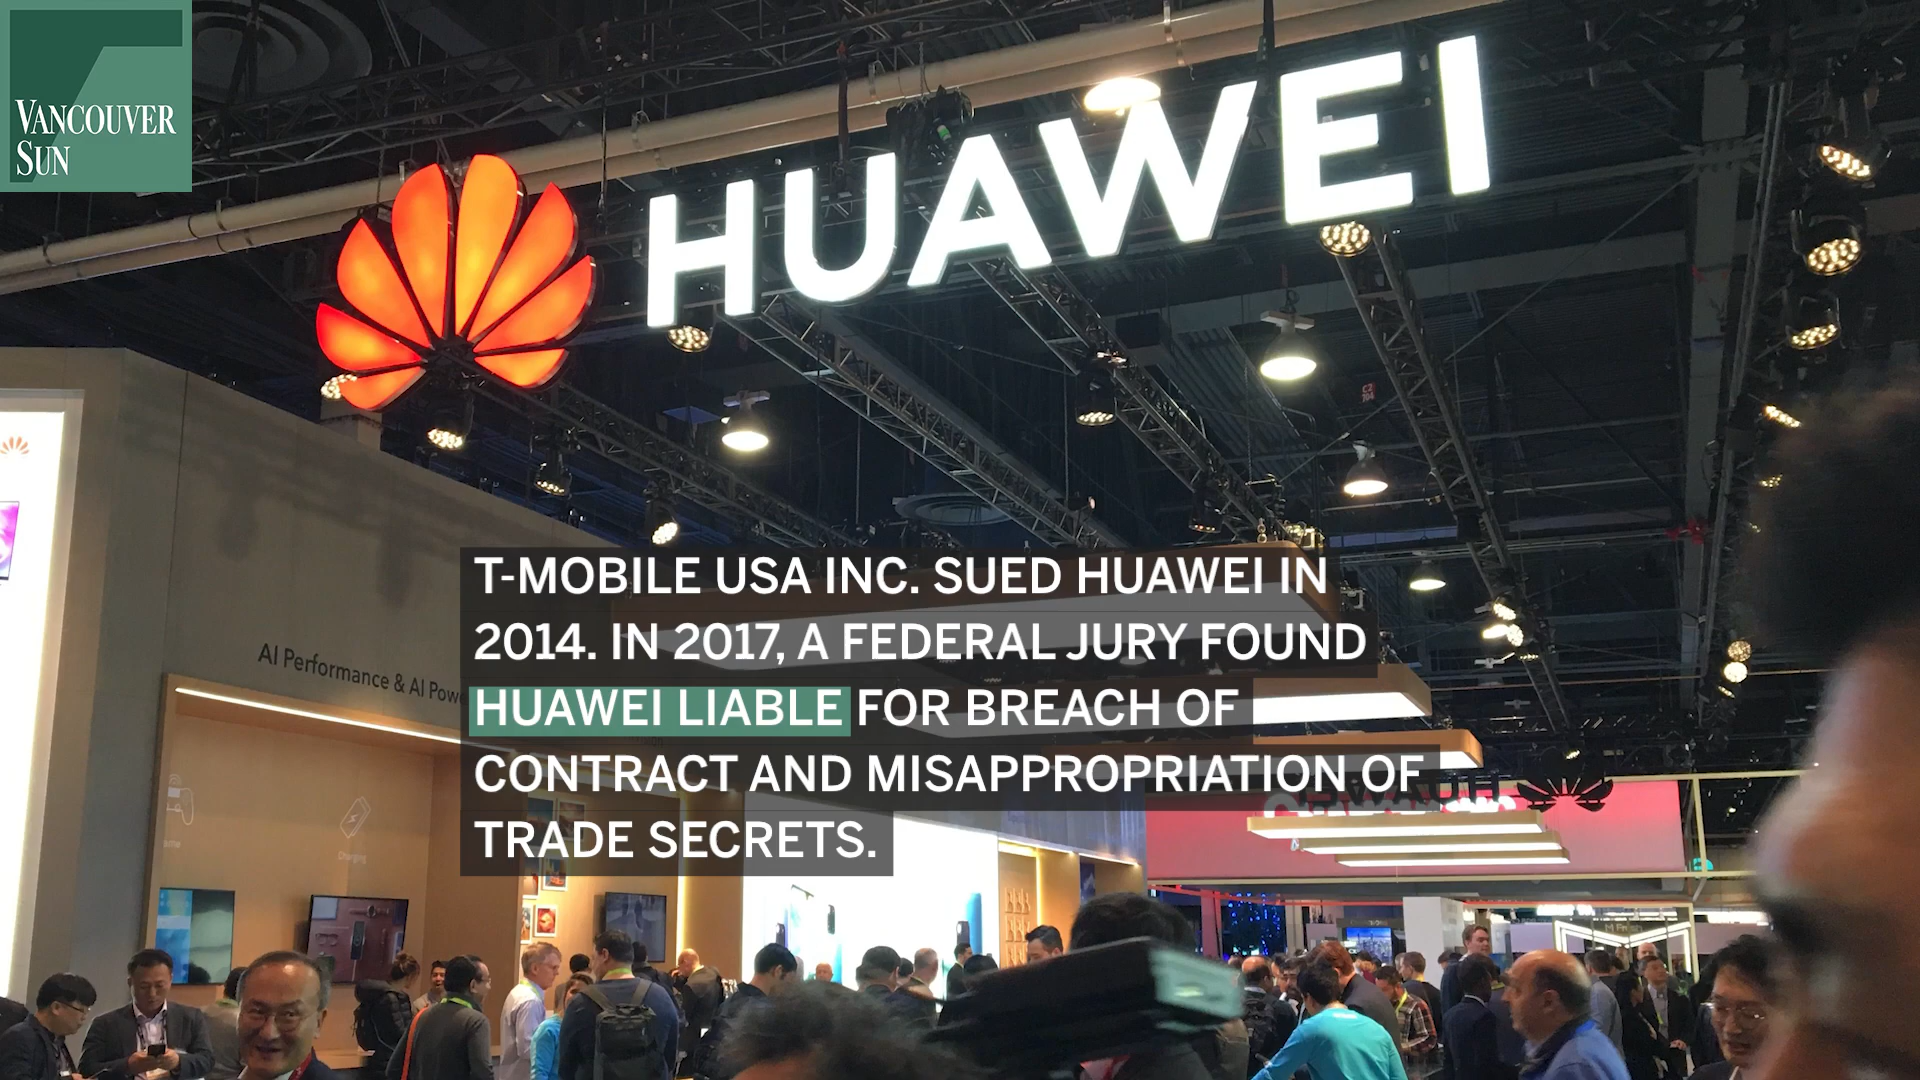 VANCOUVER
SUN
HUAWEI
T-MOBILE USA INC. SUED HUAWEI IN
2014. IN 2017, A FEDERAL JURY FOUND
HUAWEI LIABLE FOR BREACH OF
CONTRACT AND MISAPPROPRIATION OF
TRADE SECRETS.
AI Performance & AI
Charging